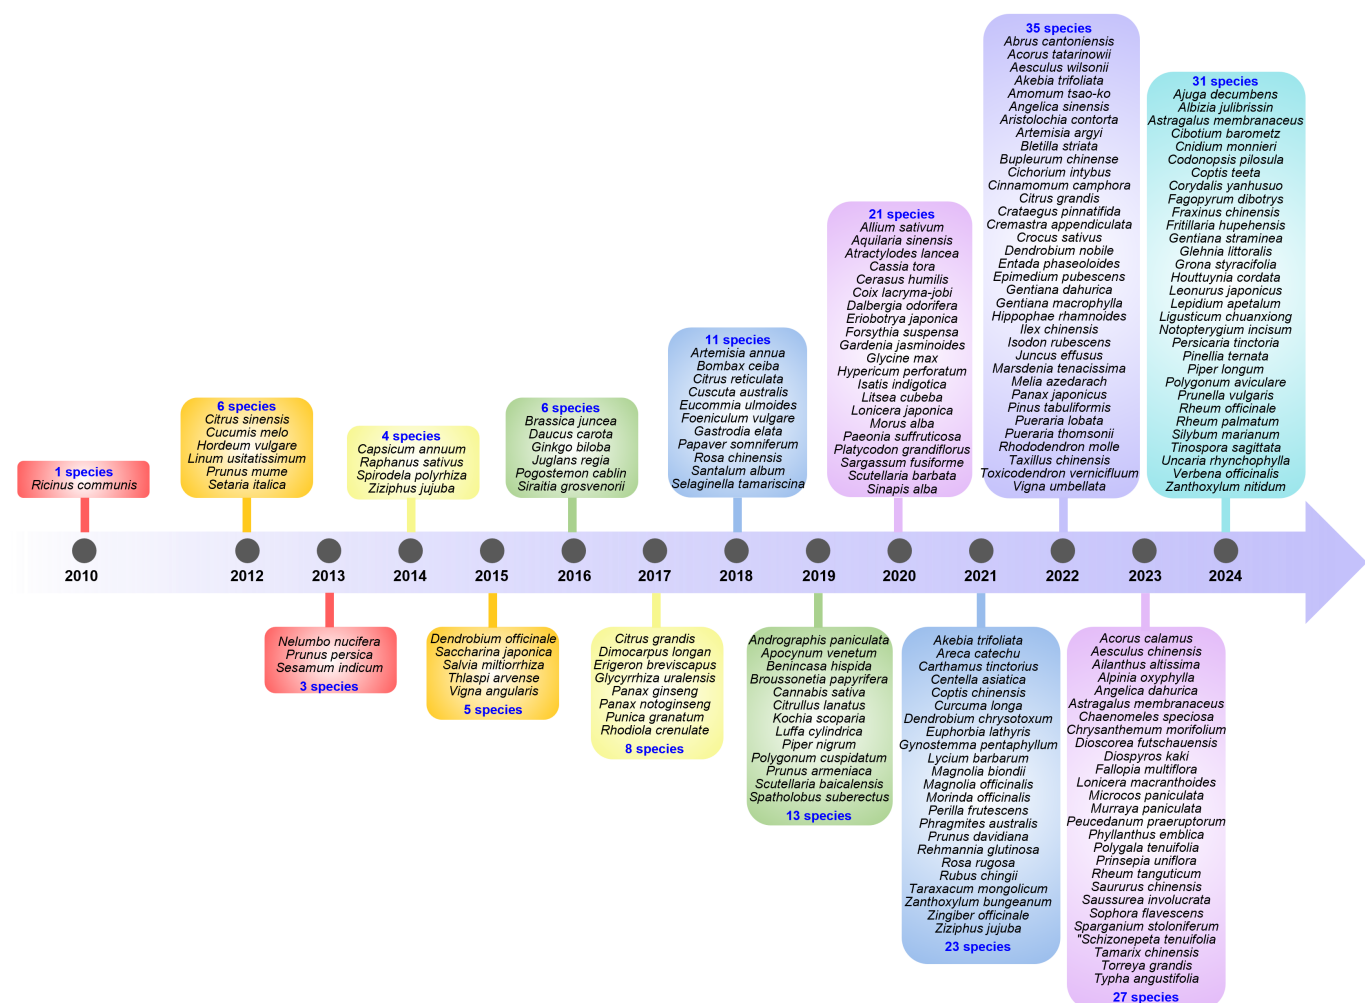 1 species
Ricinus communis
6 species
Citrus sinensis
Cucumis melo
Hordeum vulgare
Linum usitatissimum
Prunus mume
Setaria italica
4 species
Capsicum annuum
Raphanus sativus
Spirodela polyrhiza
Ziziphus jujuba
6 species
Brassica juncea
Daucus carota
Ginkgo biloba
Juglans regia
Pogostemon cablin
Siraitia grosvenorii
11 species
Artemisia annua
Bombax ceiba
Citrus reticulata
Cuscuta australis
Eucommia ulmoides
Foeniculum vulgare
Gastrodia elata
Papaver somniferum
Rosa chinensis
Santalum album
Selaginella tamariscina
21 species
Allium sativum
Aquilaria sinensis
Atractylodes lancea
Cassia tora
Cerasus humilis
Coix lacryma-jobi
Dalbergia odorifera
Eriobotrya japonica
Forsythia suspensa
Gardenia jasminoides
Glycine max
Hypericum perforatum
Isatis indigotica
Litsea cubeba
Lonicera japonica
Morus alba
Paeonia suffruticosa
Platycodon grandiflorus
Sargassum fusiforme
Scutellaria barbata
Sinapis alba
35 species
Abrus cantoniensis
Acorus tatarinowii
Aesculus wilsonii
Akebia trifoliata
Amomum tsao-ko
Angelica sinensis
Aristolochia contorta
Artemisia argyi
Bletilla striata
Bupleurum chinense
Cichorium intybus
Cinnamomum camphora
Citrus grandis
Crataegus pinnatifida
Cremastra appendiculata
Crocus sativus
Dendrobium nobile
Entada phaseoloides
Epimedium pubescens
Gentiana dahurica
Gentiana macrophylla
Hippophae rhamnoides
Ilex chinensis
Isodon rubescens
Juncus effusus
Marsdenia tenacissima
Melia azedarach
Panax japonicus
Pinus tabuliformis
Pueraria lobata
Pueraria thomsonii
Rhododendron molle
Taxillus chinensis
Toxicodendron vernicifluum
Vigna umbellata
31 species
Ajuga decumbens
Albizia julibrissin
Astragalus membranaceus
Cibotium barometz
Cnidium monnieri
Codonopsis pilosula
Coptis teeta
Corydalis yanhusuo
Fagopyrum dibotrys
Fraxinus chinensis
Fritillaria hupehensis
Gentiana straminea
Glehnia littoralis
Grona styracifolia
Houttuynia cordata
Leonurus japonicus
Lepidium apetalum
Ligusticum chuanxiong
Notopterygium incisum
Persicaria tinctoria
Pinellia ternata
Piper longum
Polygonum aviculare
Prunella vulgaris
Rheum officinale
Rheum palmatum
Silybum marianum
Tinospora sagittata
Uncaria rhynchophylla
Verbena officinalis
Zanthoxylum nitidum
2010
2012
2013
2014
2015
2016
2017
2018
2019
2020
2021
2022
2023
2024
Nelumbo nucifera
Prunus persica
Sesamum indicum
3 species
Dendrobium officinale
Saccharina japonica
Salvia miltiorrhiza
Thlaspi arvense
Vigna angularis
5 species
Citrus grandis
Dimocarpus longan
Erigeron breviscapus
Glycyrrhiza uralensis
Panax ginseng
Panax notoginseng
Punica granatum
Rhodiola crenulate
8 species
Andrographis paniculata
Apocynum venetum
Benincasa hispida
Broussonetia papyrifera
Cannabis sativa
Citrullus lanatus
Kochia scoparia
Luffa cylindrica
Piper nigrum
Polygonum cuspidatum
Prunus armeniaca
Scutellaria baicalensis
Spatholobus suberectus
13 species
Akebia trifoliata
Areca catechu
Carthamus tinctorius
Centella asiatica
Coptis chinensis
Curcuma longa
Dendrobium chrysotoxum
Euphorbia lathyris
Gynostemma pentaphyllum
Lycium barbarum
Magnolia biondii
Magnolia officinalis
Morinda officinalis
Perilla frutescens
Phragmites australis
Prunus davidiana
Rehmannia glutinosa
Rosa rugosa
Rubus chingii
Taraxacum mongolicum
Zanthoxylum bungeanum
Zingiber officinale
Ziziphus jujuba
23 species
Acorus calamus
Aesculus chinensis
Ailanthus altissima
Alpinia oxyphylla
Angelica dahurica
Astragalus membranaceus
Chaenomeles speciosa
Chrysanthemum morifolium
Dioscorea futschauensis
Diospyros kaki
Fallopia multiflora
Lonicera macranthoides
Microcos paniculata
Murraya paniculata
Peucedanum praeruptorum
Phyllanthus emblica
Polygala tenuifolia
Prinsepia uniflora
Rheum tanguticum
Saururus chinensis
Saussurea involucrata
Sophora flavescens
Sparganium stoloniferum
"Schizonepeta tenuifolia
Tamarix chinensis
Torreya grandis
Typha angustifolia
27 species